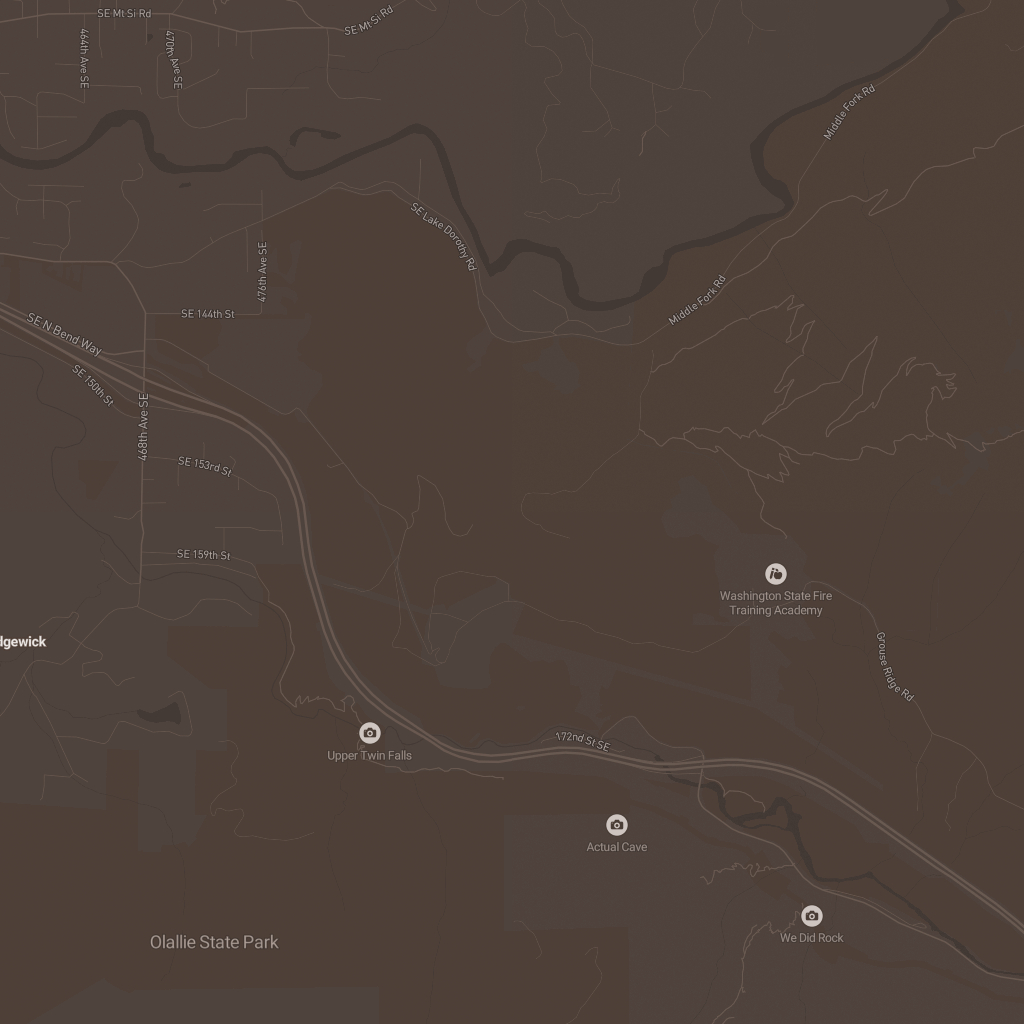 SE Mt Si Rd
SE Mt Si Rd
464th Ave SE
470th Ave SE
Middle Fork Rd
SE Lake Dorothy Rd
476th Ave SE
Middle Fork Rd
SE 144th St
SE N Bend Way
SE 150th St
468th Ave SE
SE 153rd St
SE 159th St
Washington State Fire
Training Academy
dgewick
Grouse Ridge Rd
Upper Twin Falls
172nd St SE
Actual Cave
We Did Rock
Olallie State Park